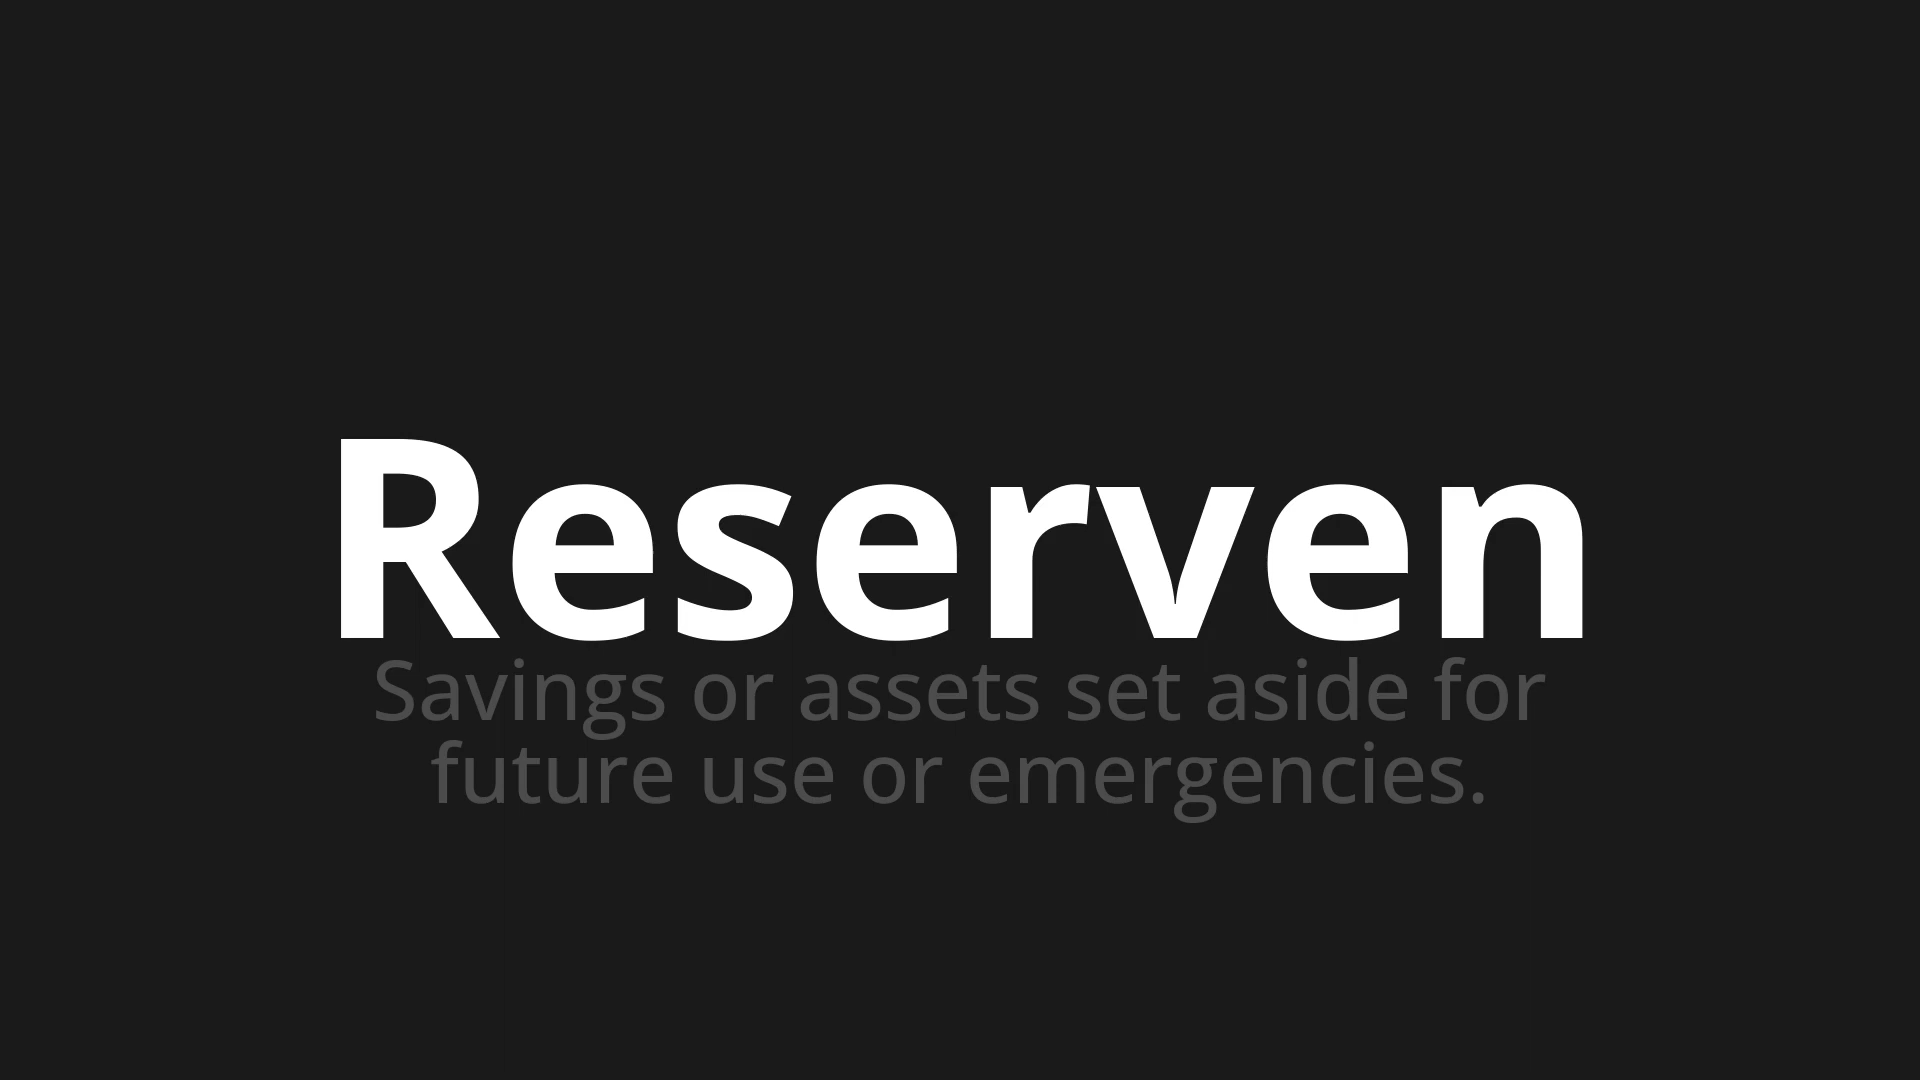 Reserven
Savings or assets set aside for
future use or emergencies.